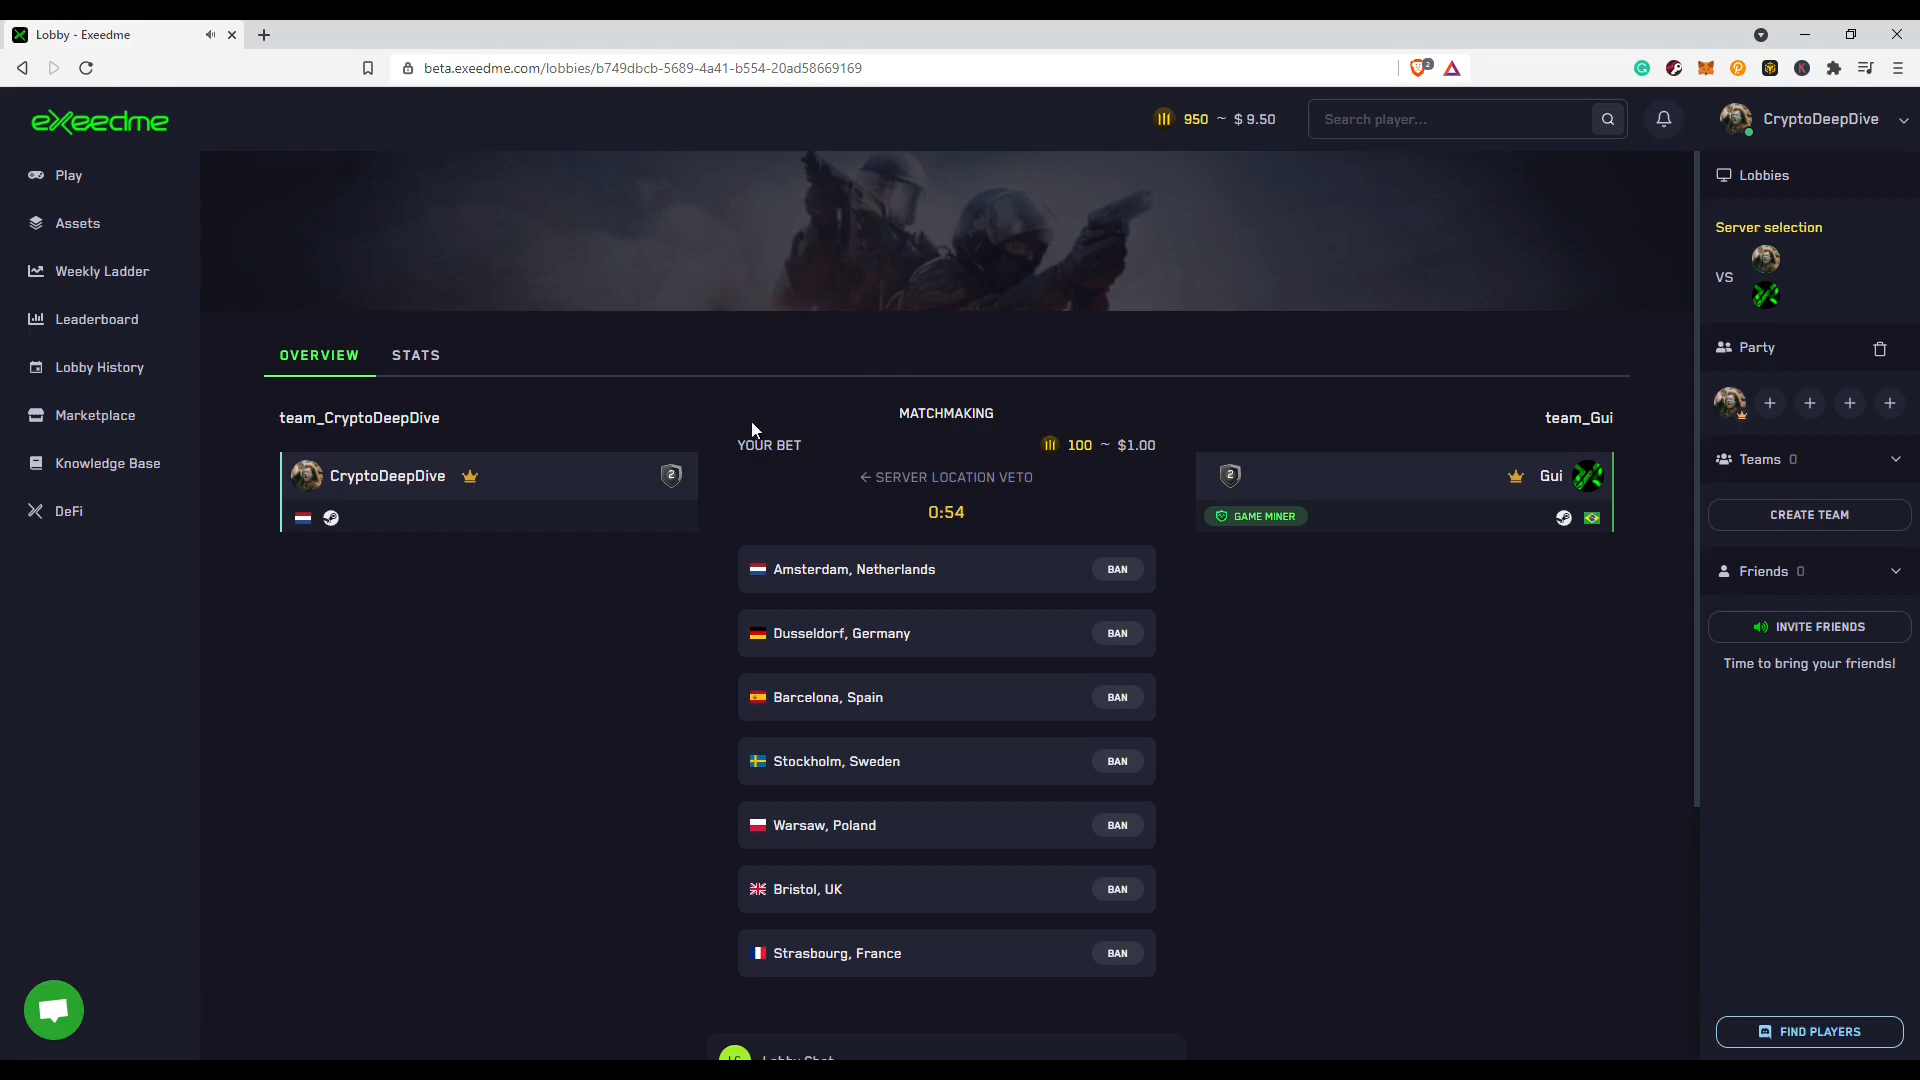 Lobby - Exeedme
beta.exeedme.com/lobbies/b749dbcb-5689-4a41-b554-20ad58669169
2
exeedme
950 ~ $ 9.50
Search player...
CryptoDeepDive
Play
Assets
Weekly Ladder
Leaderboard
Lobby History
Marketplace
Knowledge Base
DeFi
OVERVIEW STATS
team_CryptoDeepDive
CryptoDeepDive 2
MATCHMAKING
YOUR BET 100 ~ $1.00
← SERVER LOCATION VETO
0:54
Amsterdam, Netherlands BAN
Dusseldorf, Germany BAN
Barcelona, Spain BAN
Stockholm, Sweden BAN
Warsaw, Poland BAN
Bristol, UK BAN
Strasbourg, France BAN
Lobby Chat
team_Gui
2 Gui
GAME MINER
Lobbies
Server selection
VS
Party
Teams 0
CREATE TEAM
Friends 0
INVITE FRIENDS
Time to bring your friends!
FIND PLAYERS